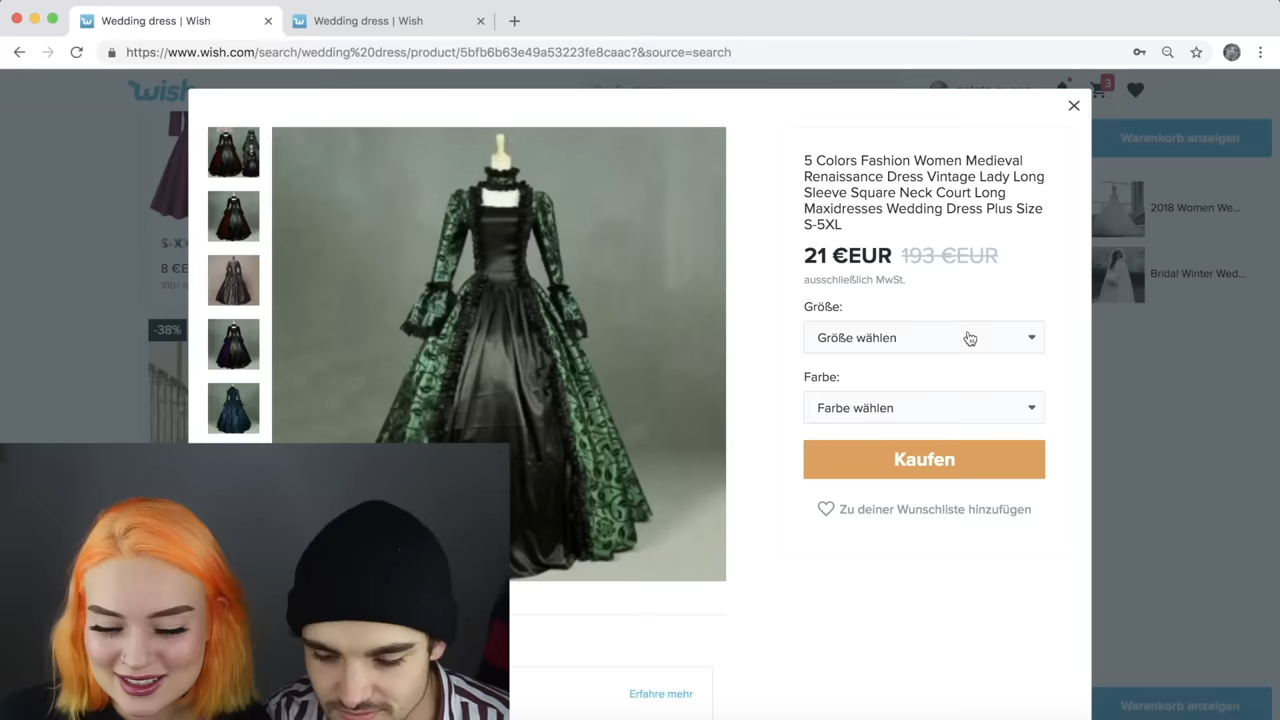 Wedding dress | Wish
Wedding dress | Wish
https://www.wish.com/search/wedding%20dress/product/5bfb6b63e49a53223fe8caac?&source=search
wish
3
Warenkorb anzeigen
5 Colors Fashion Women Medieval
Renaissance Dress Vintage Lady Long
Sleeve Square Neck Court Long
Maxidresses Wedding Dress Plus Size
S-5XL
21 €EUR 193 €EUR
ausschließlich MwSt.
Größe:
Größe wählen
Farbe:
Farbe wählen
Kaufen
Zu deiner Wunschliste hinzufügen
2018 Women We...
Bridal Winter Wed...
8 €E
-38%
Erfahre mehr
Warenkorb anzeigen